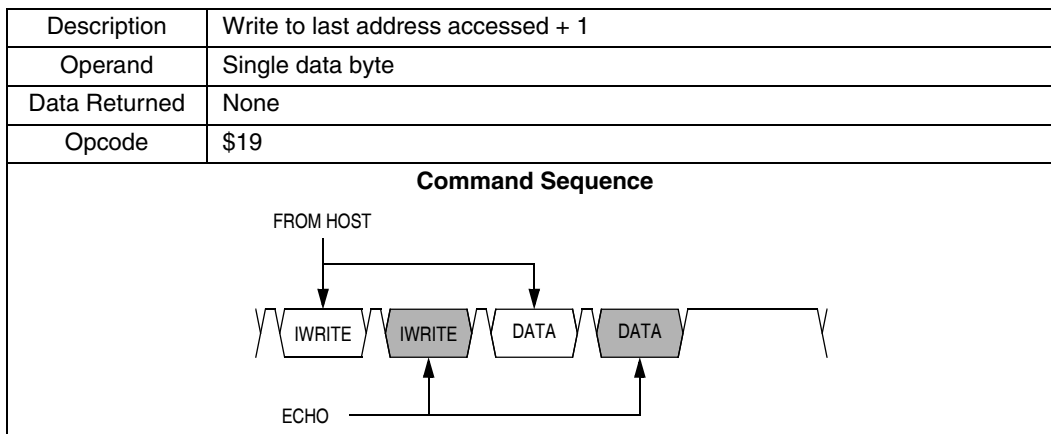 Description Write to last address accessed + 1
Operand Single data byte
Data Returned None
Opcode $19
Command Sequence
FROM HOST
IWRITE IWRITE DATA DATA
ECHO